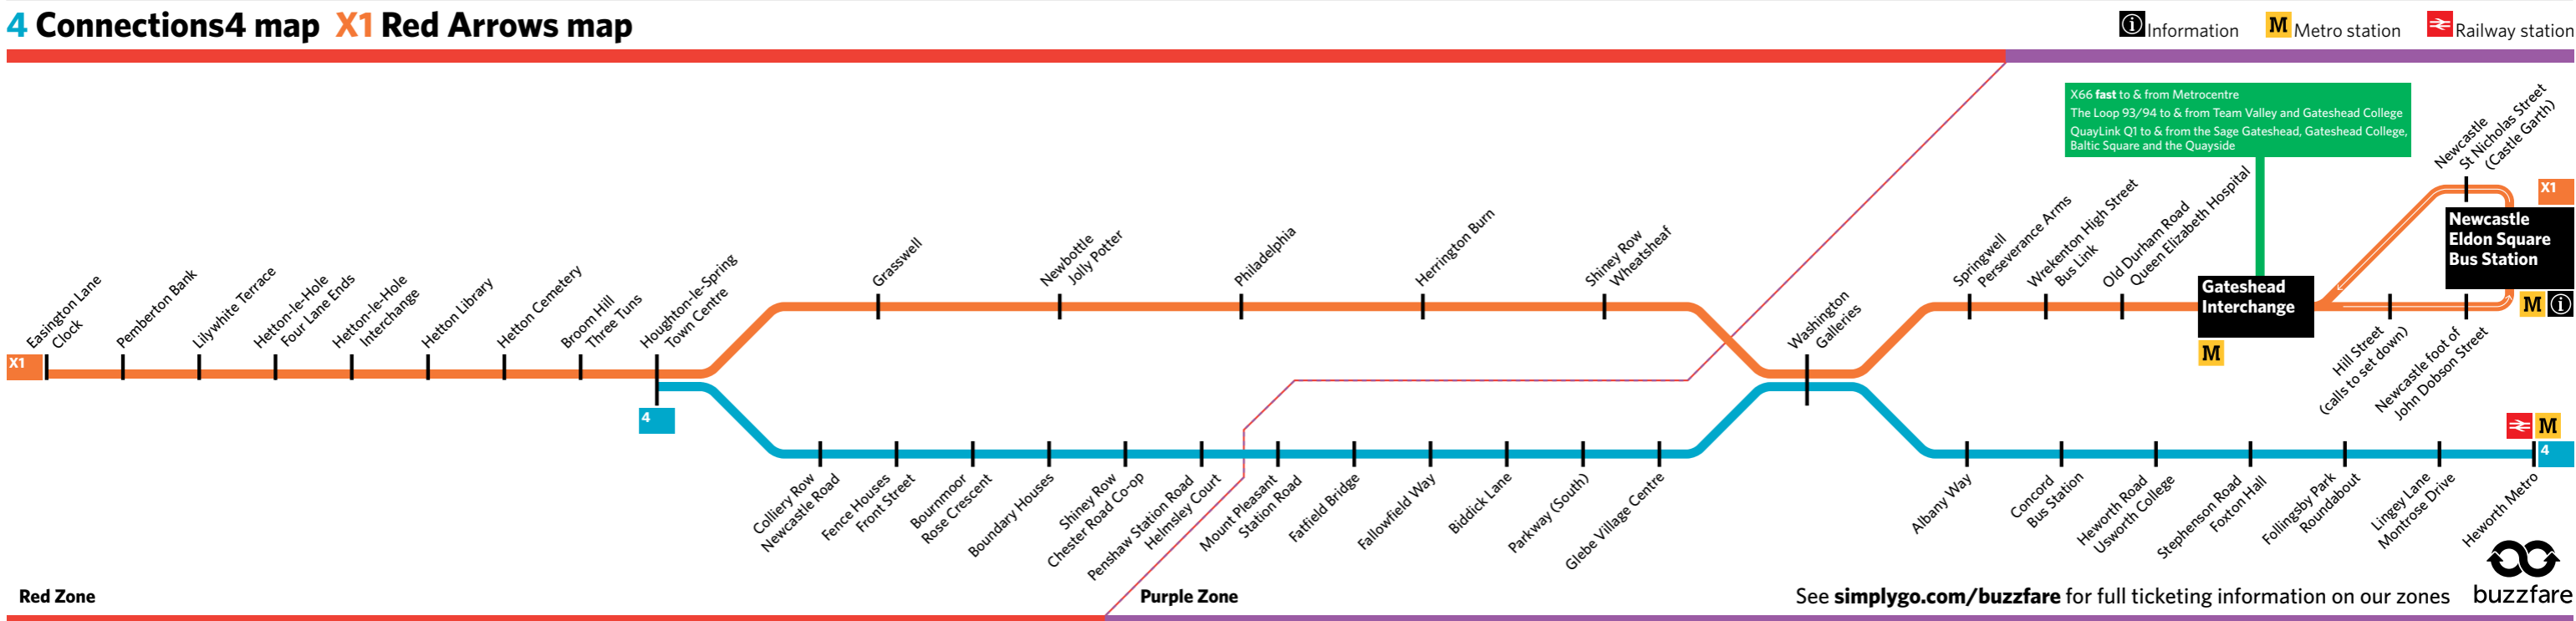 4 Connections4 map X1 Red Arrows map
Information
Metro station
Railway station
X66 fast to & from Metrocentre
The Loop 93/94 to & from Team Valley and Gateshead College
QuayLink Q1 to & from the Sage Gateshead, Gateshead College,
Baltic Square and the Quayside
X1
Easington Lane
Clock
Pemberton Bank
Lilywhite Terrace
Hetton-le-Hole
Four Lane Ends
Hetton-le-Hole
Interchange
Hetton Library
Hetton Cemetery
Broom Hill
Three Tuns
Houghton-le-Spring
Town Centre
Grasswell
Newbottle
Jolly Potter
Philadelphia
Herrington Burn
Shiney Row
Wheatsheaf
Washington
Galleries
Springwell
Perseverance Arms
Wrekenton High Street
Bus Link
Old Durham Road
Queen Elizabeth Hospital
Gateshead
Interchange
M
Newcastle
St Nicholas Street
(Castle Garth)
X1
Newcastle
Eldon Square
Bus Station
M
Hill Street
(calls to set down)
Newcastle foot of
John Dobson Street
4
Colliery Row
Newcastle Road
Fence Houses
Front Street
Bournmoor
Rose Crescent
Boundary Houses
Shiney Row
Chester Road Co-op
Penshaw Station Road
Helmsley Court
Mount Pleasant
Station Road
Fatfield Bridge
Fallowfield Way
Biddick Lane
Parkway (South)
Glebe Village Centre
Albany Way
Concord
Bus Station
Heworth Road
Usworth College
Stephenson Road
Foxton Hall
Follingsby Park
Roundabout
Lingey Lane
Montrose Drive
Heworth Metro
M
4
Red Zone
Purple Zone
See simplygo.com/buzzfare for full ticketing information on our zones
buzzfare